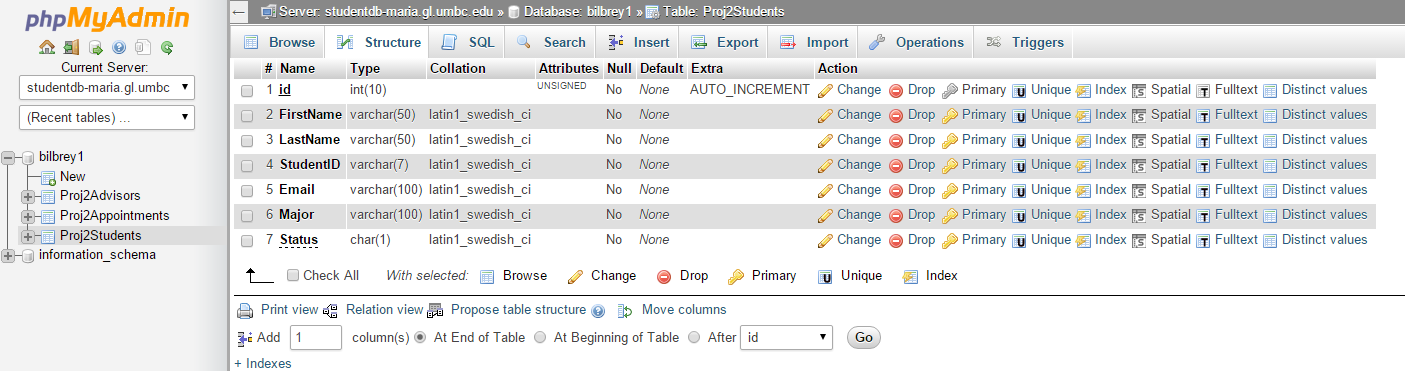 phpMyAdmin
Current Server:
studentdb-maria.gl.umbc
(Recent tables) ...
bilbrey1
New
Proj2Advisors
Proj2Appointments
Proj2Students
information_schema
Server: studentdb-maria.gl.umbc.edu » Database: bilbrey1 » Table: Proj2Students
Browse Structure SQL Search Insert Export Import Operations Triggers
# Name Type Collation Attributes Null Default Extra Action
1 id int(10) UNSIGNED No None AUTO_INCREMENT Change Drop Primary Unique Index Spatial Fulltext Distinct values
2 FirstName varchar(50) latin1_swedish_ci No None Change Drop Primary Unique Index Spatial Fulltext Distinct values
3 LastName varchar(50) latin1_swedish_ci No None Change Drop Primary Unique Index Spatial Fulltext Distinct values
4 StudentID varchar(7) latin1_swedish_ci No None Change Drop Primary Unique Index Spatial Fulltext Distinct values
5 Email varchar(100) latin1_swedish_ci No None Change Drop Primary Unique Index Spatial Fulltext Distinct values
6 Major varchar(100) latin1_swedish_ci No None Change Drop Primary Unique Index Spatial Fulltext Distinct values
7 Status char(1) latin1_swedish_ci No None Change Drop Primary Unique Index Spatial Fulltext Distinct values
Check All With selected: Browse Change Drop Primary Unique Index
Print view Relation view Propose table structure Move columns
Add 1 column(s) At End of Table At Beginning of Table After id Go
+ Indexes